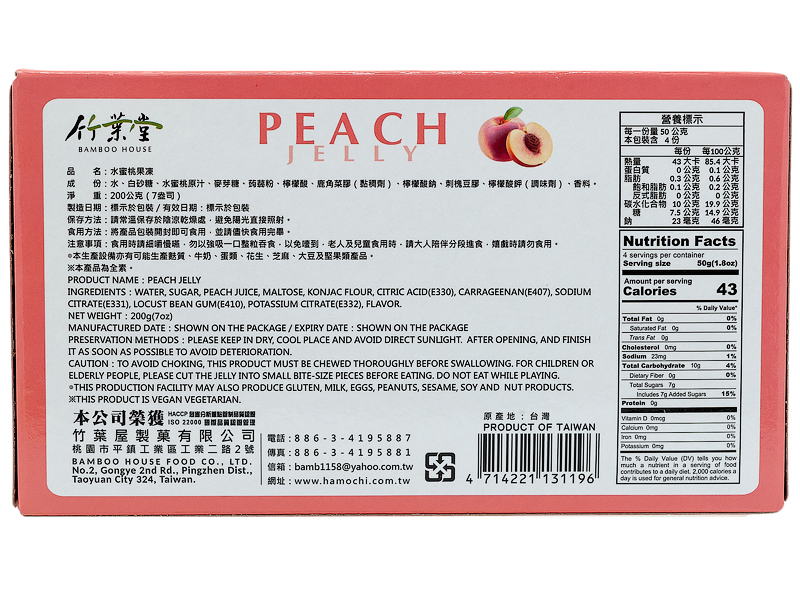 竹葉堂
BAMBOO HOUSE
PEACH
JELLY
品　名：水蜜桃果凍
成　份：水、白砂糖、水蜜桃原汁、麥芽糖、蒟蒻粉、檸檬酸、鹿角菜膠（黏稠劑）、檸檬酸鈉、刺槐豆膠、檸檬酸鉀（調味劑）、香料。
淨　重：200公克（7盎司）
製造日期：標示於包裝 / 有效日期：標示於包裝
保存方法：請常溫保存於陰涼乾燥處，避免陽光直接照射。
食用方法：將產品包裝開封即可食用，並請儘快食用完畢。
注意事項：食用時請細嚼慢嚥，勿以強吸一口整粒吞食，以免噎到，老人及兒童食用時，請大人陪伴分段進食，嬉戲時請勿食用。
※本生產設備亦有可能生產麩質、牛奶、蛋類、花生、芝麻、大豆及堅果類產品。
※本產品為全素。
PRODUCT NAME：PEACH JELLY
INGREDIENTS：WATER, SUGAR, PEACH JUICE, MALTOSE, KONJAC FLOUR, CITRIC ACID(E330), CARRAGEENAN(E407), SODIUM
CITRATE(E331), LOCUST BEAN GUM(E410), POTASSIUM CITRATE(E332), FLAVOR.
NET WEIGHT：200g(7oz)
MANUFACTURED DATE：SHOWN ON THE PACKAGE / EXPIRY DATE：SHOWN ON THE PACKAGE
PRESERVATION METHODS：PLEASE KEEP IN DRY, COOL PLACE AND AVOID DIRECT SUNLIGHT. AFTER OPENING, AND FINISH
IT AS SOON AS POSSIBLE TO AVOID DETERIORATION.
CAUTION：TO AVOID CHOKING, THIS PRODUCT MUST BE CHEWED THOROUGHLY BEFORE SWALLOWING. FOR CHILDREN OR
ELDERLY PEOPLE, PLEASE CUT THE JELLY INTO SMALL BITE-SIZE PIECES BEFORE EATING. DO NOT EAT WHILE PLAYING.
※THIS PRODUCTION FACILITY MAY ALSO PRODUCE GLUTEN, MILK, EGGS, PEANUTS, SESAME, SOY AND NUT PRODUCTS.
※THIS PRODUCT IS VEGAN VEGETARIAN.
本公司榮獲
HACCP
ISO 22000
竹葉屋製菓有限公司
桃園市平鎮工業區工業二路2號
BAMBOO HOUSE FOOD CO., LTD.
No.2, Gongye 2nd Rd., Pingzhen Dist.,
Taoyuan City 324, Taiwan.
電話：886-3-4195887
傳真：886-3-4195881
信箱：bamb1158@yahoo.com.tw
網址：www.hamochi.com.tw
原產地：台灣
PRODUCT OF TAIWAN
4 714221 131196
營養標示
每一份量 50 公克
本包裝含 4 份
每份 每100公克
熱量 43 大卡 85.4 大卡
蛋白質 0 公克 0.1 公克
脂肪 0.3 公克 0.6 公克
飽和脂肪 0.1 公克 0.2 公克
反式脂肪 0 公克 0 公克
碳水化合物 10 公克 19.9 公克
糖 7.5 公克 14.9 公克
鈉 23 毫克 46 毫克
Nutrition Facts
4 servings per container
Serving size 50g(1.8oz)
Amount per serving
Calories 43
% Daily Value*
Total Fat 0g 0%
Saturated Fat 0g 0%
Trans Fat 0g
Cholesterol 0mg 0%
Sodium 23mg 1%
Total Carbohydrate 10g 4%
Dietary Fiber 0g 0%
Total Sugars 7g
Includes 7g Added Sugars 15%
Protein 0g
Vitamin D 0mcg 0%
Calcium 0mg 0%
Iron 0mg 0%
Potassium 0mg 0%
The % Daily Value (DV) tells you how
much a nutrient in a serving of food
contributes to a daily diet. 2,000 calories a
day is used for general nutrition advice.